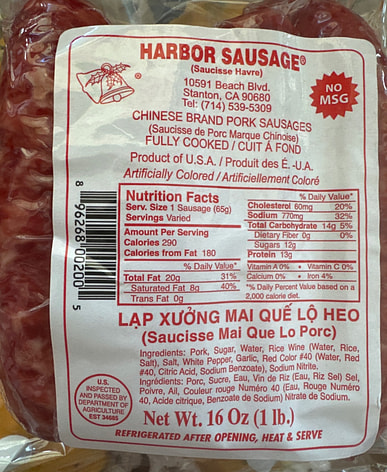 HARBOR SAUSAGE®
(Saucisse Havre)
10591 Beach Blvd.
Stanton, CA 90680
Tel: (714) 539-5309
NO
MSG
CHINESE BRAND PORK SAUSAGES
(Saucisse de Porc Marque Chinoise)
FULLY COOKED / CUIT À FOND
Product of U.S.A. / Produit des É. -U.A.
Artificially Colored / Artificiellement Coloré
8 96268 00200 5
Nutrition Facts
Serv. Size 1 Sausage (65g)
Servings Varied
Amount Per Serving
Calories 290
Calories from Fat 180
% Daily Value*
Total Fat 20g 31%
Saturated Fat 8g 40%
Trans Fat 0g
% Daily Value*
Cholesterol 60mg 20%
Sodium 770mg 32%
Total Carbohydrate 14g 5%
Dietary Fiber 0g 0%
Sugars 12g
Protein 13g
Vitamin A 0% • Vitamin C 0%
Calcium 0% • Iron 4%
*% Daily Percent Value based on a
2,000 calorie diet.
LẠP XƯỞNG MAI QUẾ LỘ HEO
(Saucisse Mai Que Lo Porc)
Ingredients: Pork, Sugar, Water, Rice Wine (Water, Rice,
Salt), Salt, White Pepper, Garlic, Red Color #40 (Water, Red
#40, Citric Acid, Sodium Benzoate), Sodium Nitrite.
Ingrédients: Porc, Sucre, Eau, Vin de Riz (Eau, Riz Sel) Sel,
Poivre, Ail, Couleur rouge Numéro 40 (Eau, Rouge Numéro
40, Acide citrique, Benzoate de Sodium) Nitrate de Sodium.
U.S.
INSPECTED
AND PASSED BY
DEPARTMENT OF
AGRICULTURE
EST 34685
Net Wt. 16 Oz (1 lb.)
REFRIGERATED AFTER OPENING, HEAT & SERVE